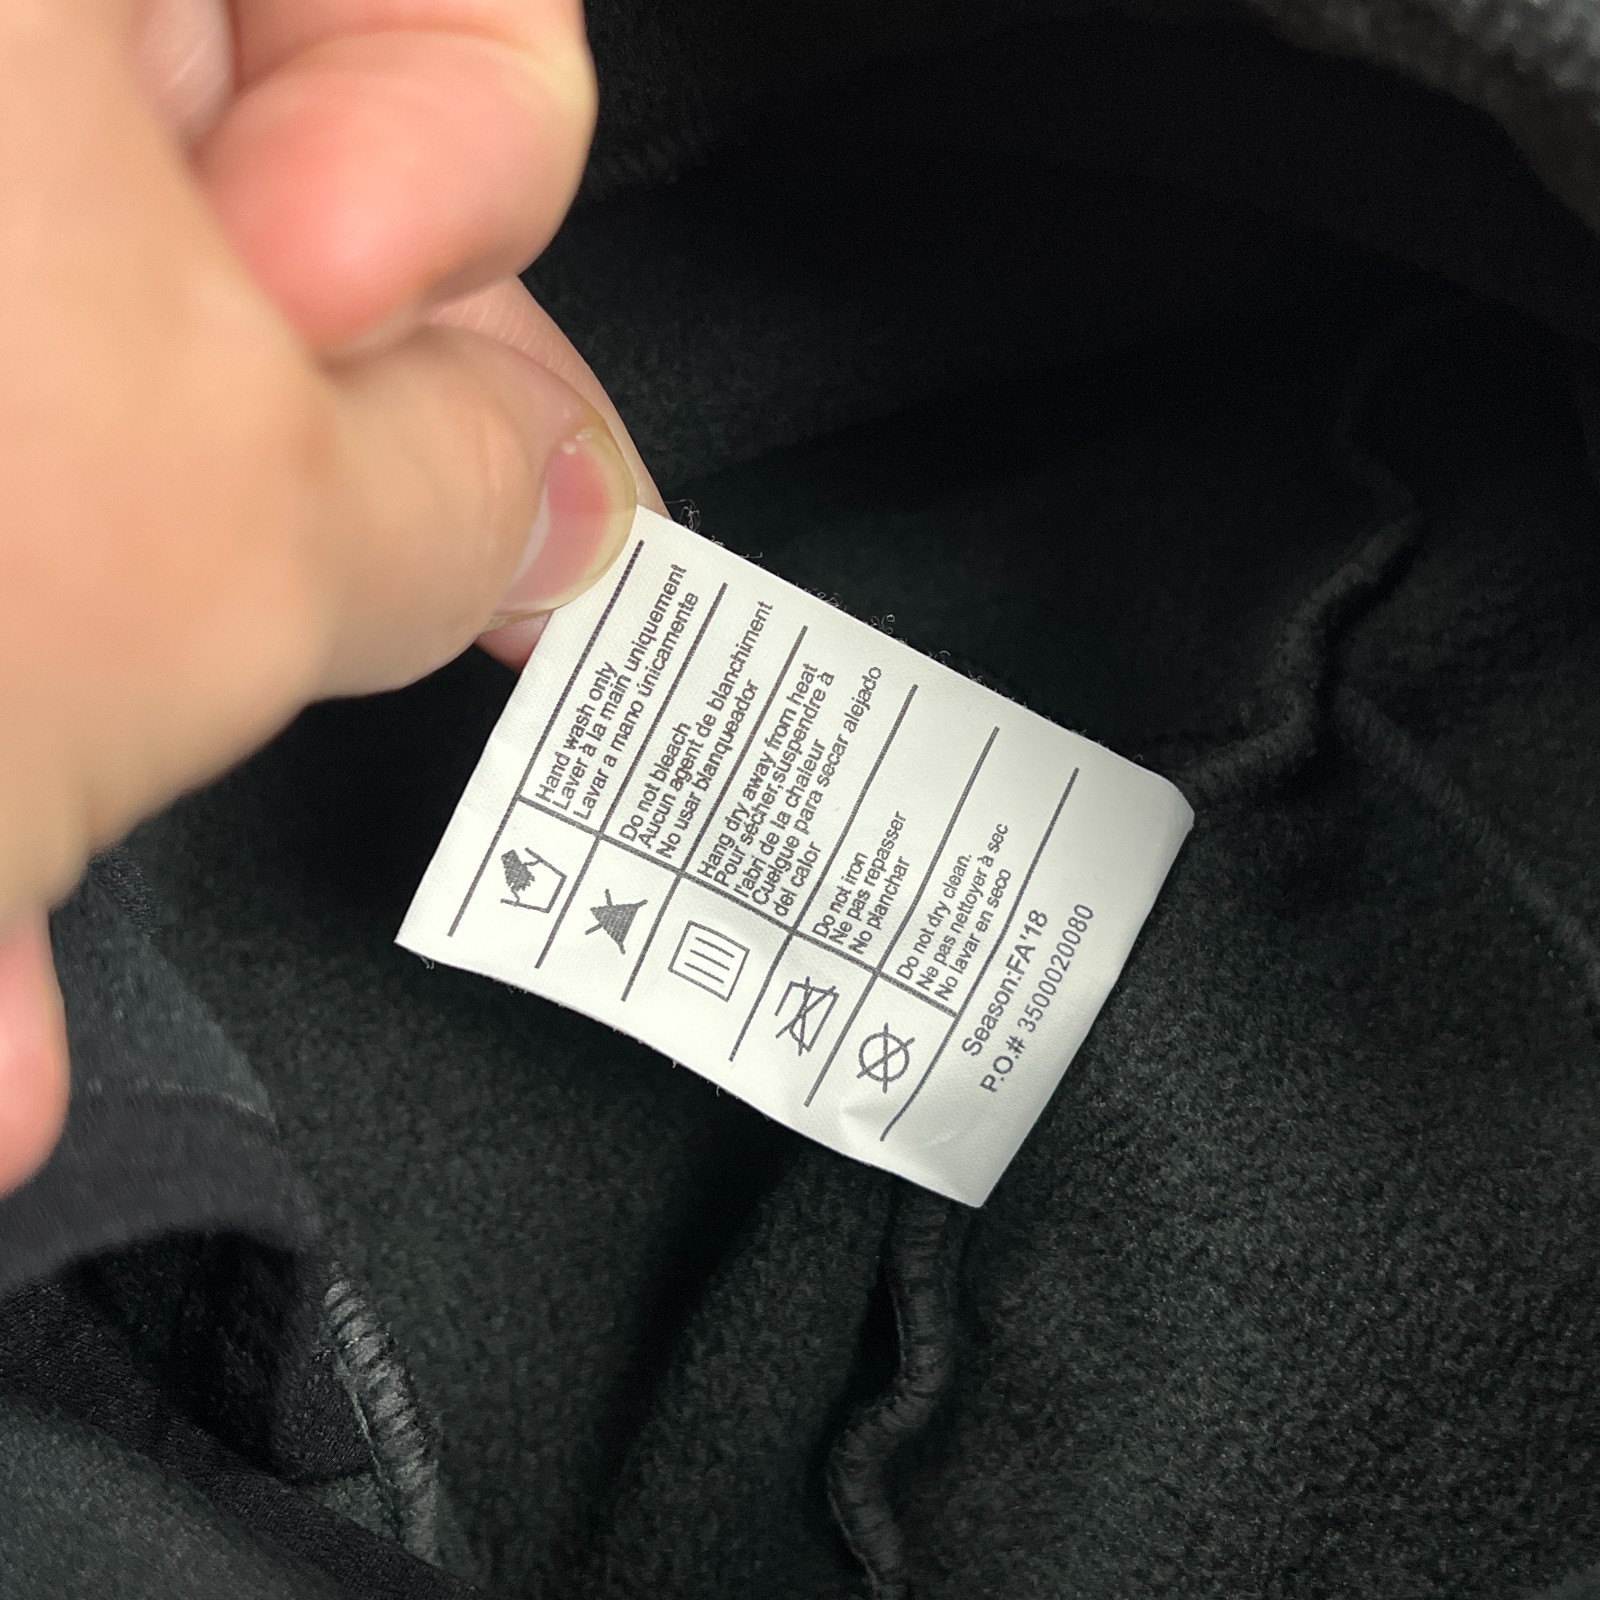 Hand wash only
Laver à la main uniquement
Lavar a mano únicamente
Do not bleach
Aucun agent de blanchiment
No usar blanqueador
Hang dry away from heat
Pour sécher,suspendre à
l'abri de la chaleur
Cuelgue para secar alejado
del calor
Do not iron
Ne pas repasser
No planchar
Do not dry clean.
Ne pas nettoyer à sec
No lavar en seco
Season:FA'18
P.O.# 3500020080